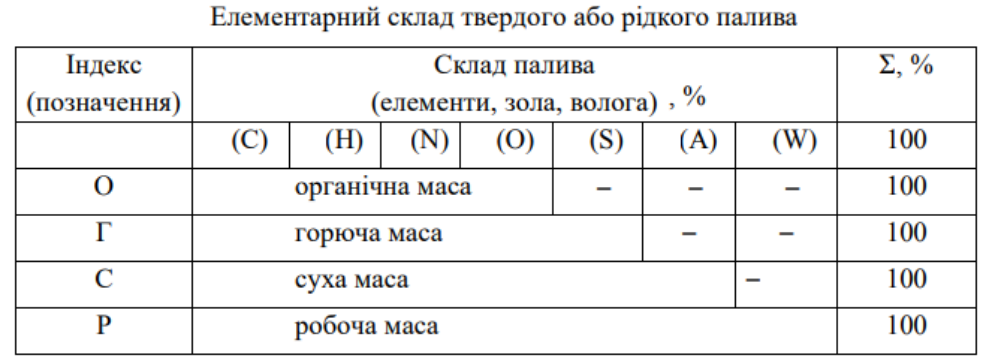 Елементарний склад твердого або рідкого палива
Індекс (позначення) Склад палива (елементи, зола, волога) , % Σ, %
(C) (H) (N) (O) (S) (A) (W) 100
О органічна маса – – – 100
Г горюча маса – – 100
С суха маса – 100
Р робоча маса 100